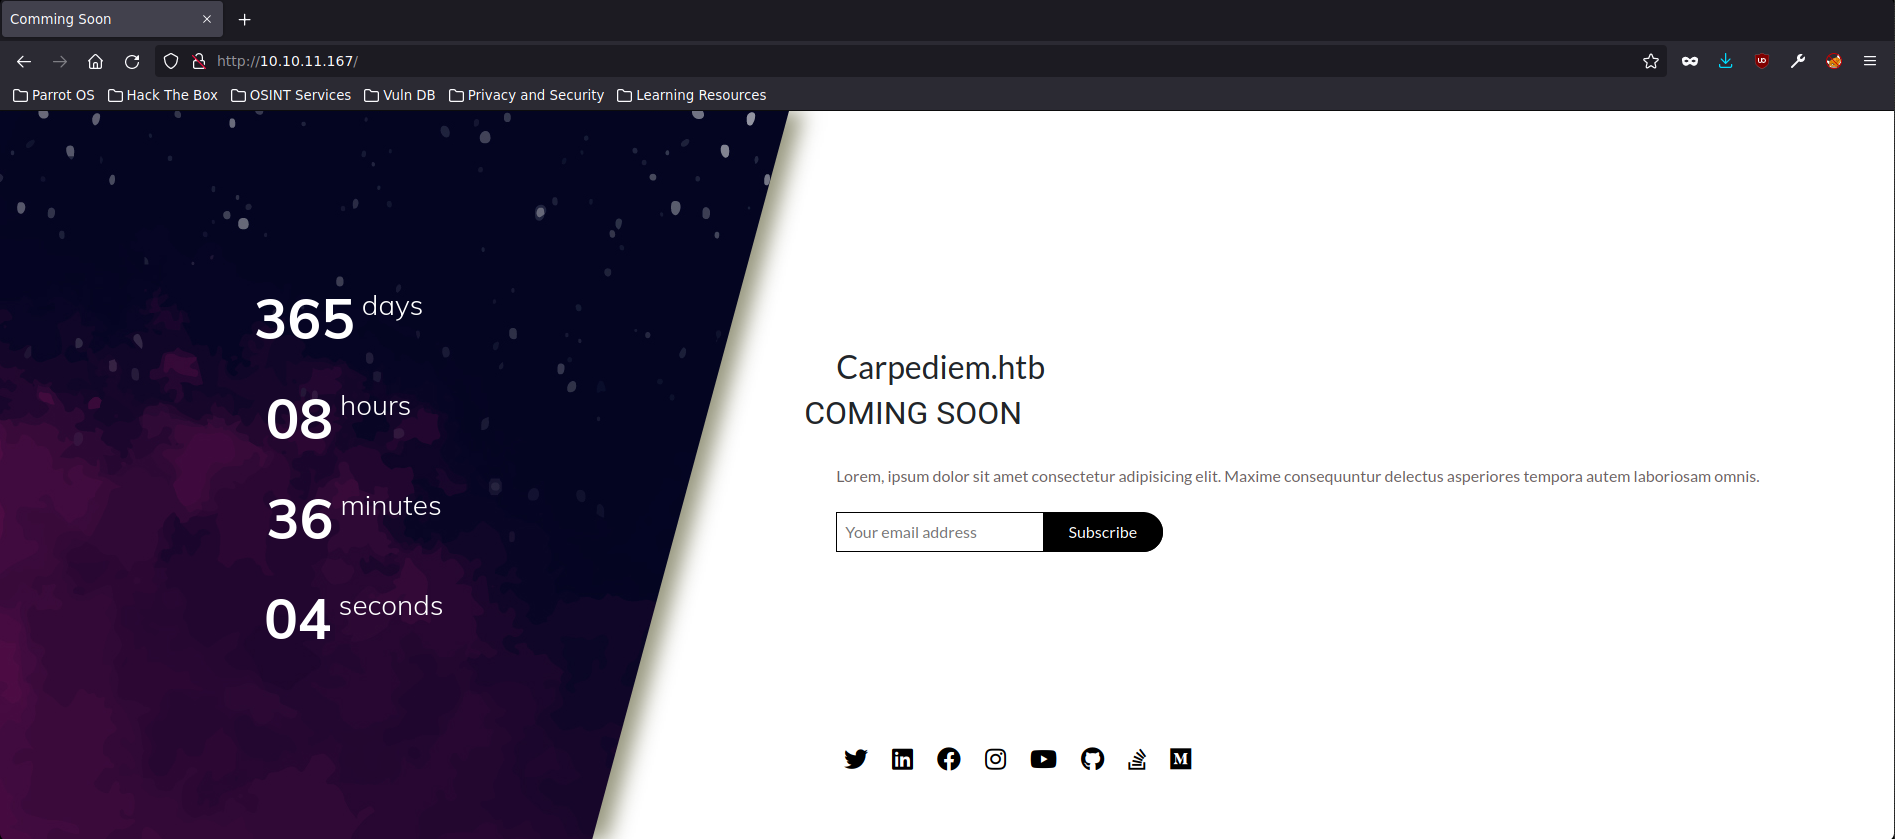 Comming Soon
http://10.10.11.167/
Parrot OS Hack The Box OSINT Services Vuln DB Privacy and Security Learning Resources
365 days
08 hours
36 minutes
04 seconds
Carpediem.htb
COMING SOON
Lorem, ipsum dolor sit amet consectetur adipisicing elit. Maxime consequuntur delectus asperiores tempora autem laboriosam omnis.
Your email address Subscribe